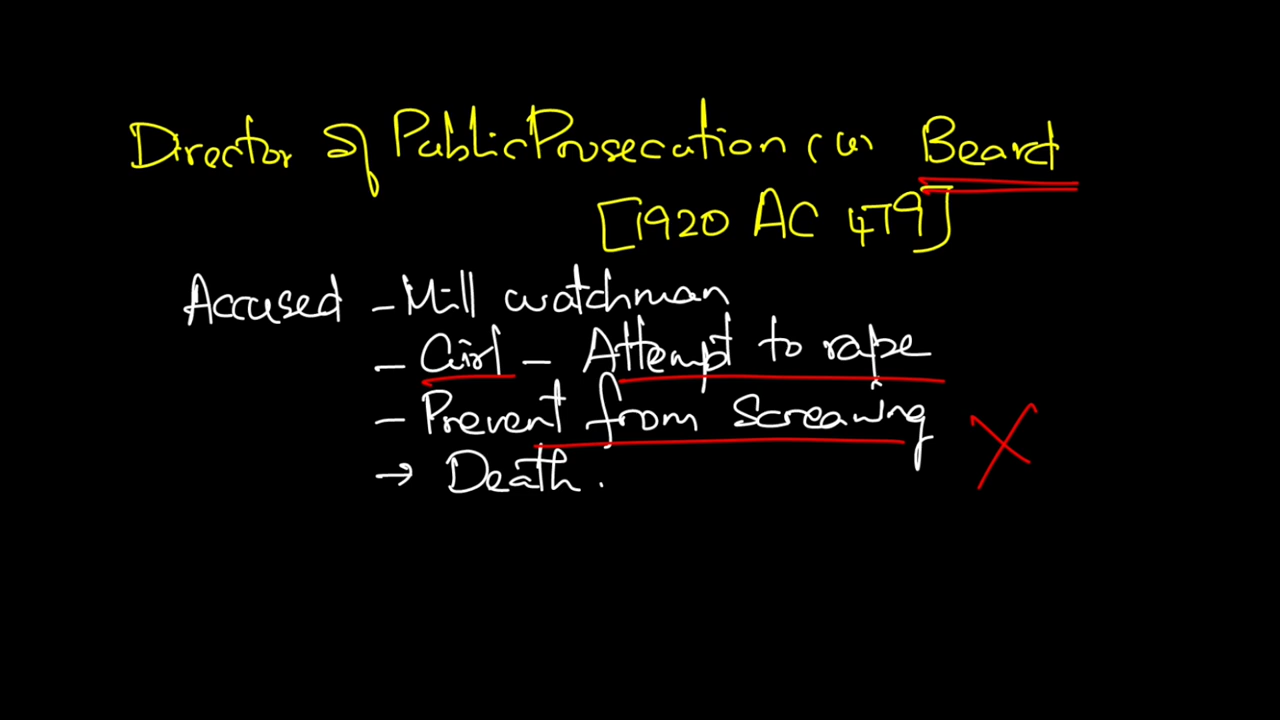 Director of Public Prosecution (v) Beard
[1920 AC 479]
Accused - Mill watchman
- Girl - Attempt to rape
- Prevent from Screaming
→ Death.